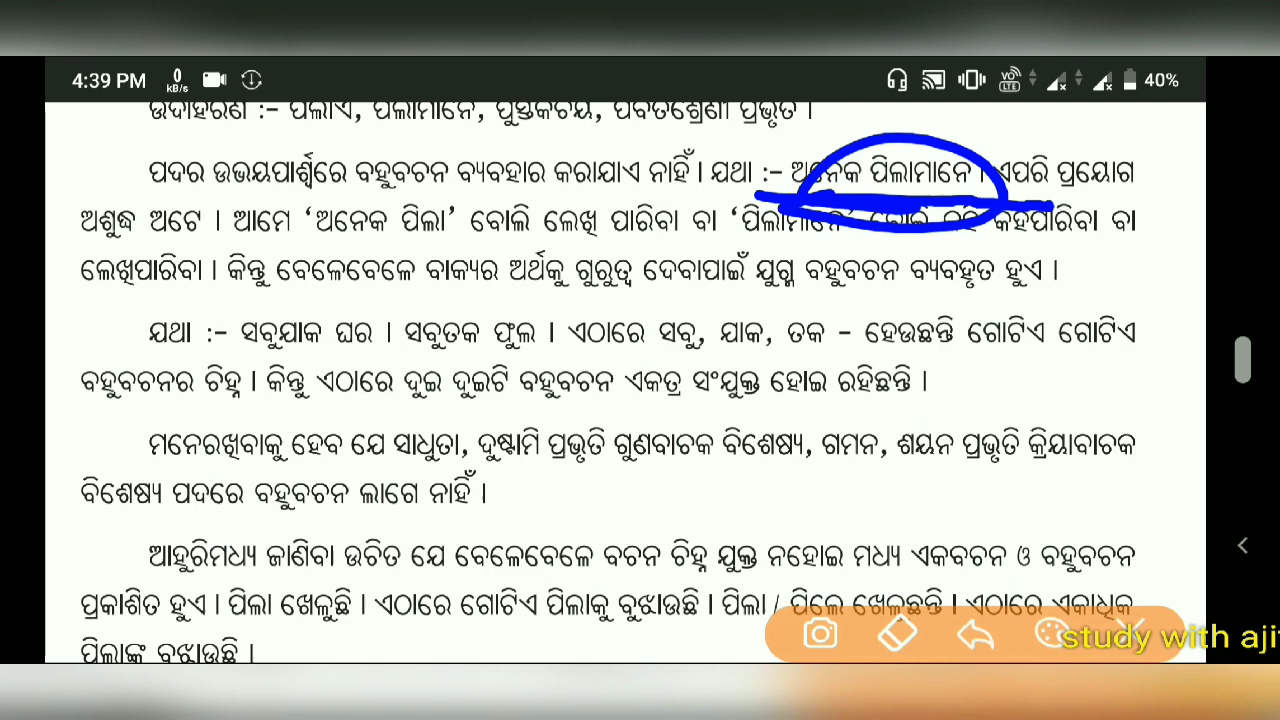 4:39 PM 0 kB/s VO LTE 40%
ଉଦାହରଣ :– ପିଲାଏ, ପିଲାମାନେ, ପୁସ୍ତକଚୟ, ପର୍ବତଶ୍ରେଣୀ ପ୍ରଭୃତି ।
ପଦର ଉଭୟପାର୍ଶ୍ୱରେ ବହୁବଚନ ବ୍ୟବହାର କରାଯାଏ ନାହିଁ । ଯଥା :– ଅନେକ ପିଲାମାନେ । ଏପରି ପ୍ରୟୋଗ
ଅଶୁଦ୍ଧ ଅଟେ । ଆମେ ‘ଅନେକ ପିଲା’ ବୋଲି ଲେଖି ପାରିବା ବା ‘ପିଲାମାନେ’ ବୋଲି କହିପାରିବା ବା
ଲେଖିପାରିବା । କିନ୍ତୁ ବେଳେବେଳେ ବାକ୍ୟର ଅର୍ଥକୁ ଗୁରୁତ୍ୱ ଦେବାପାଇଁ ଯୁଗ୍ମ ବହୁବଚନ ବ୍ୟବହୃତ ହୁଏ ।
ଯଥା :– ସବୁଯାକ ଘର । ସବୁତକ ଫୁଲ । ଏଠାରେ ସବୁ, ଯାକ, ତକ – ହେଉଛନ୍ତି ଗୋଟିଏ ଗୋଟିଏ
ବହୁବଚନର ଚିହ୍ନ । କିନ୍ତୁ ଏଠାରେ ଦୁଇ ଦୁଇଟି ବହୁବଚନ ଏକତ୍ର ସଂଯୁକ୍ତ ହୋଇ ରହିଛନ୍ତି ।
ମନେରଖିବାକୁ ହେବ ଯେ ସାଧୁତା, ଦୁଷ୍ଟାମି ପ୍ରଭୃତି ଗୁଣବାଚକ ବିଶେଷ୍ୟ, ଗମନ, ଶୟନ ପ୍ରଭୃତି କ୍ରିୟାବାଚକ
ବିଶେଷ୍ୟ ପଦରେ ବହୁବଚନ ଲାଗେ ନାହିଁ ।
ଆହୁରିମଧ୍ୟ ଜାଣିବା ଉଚିତ ଯେ ବେଳେବେଳେ ବଚନ ଚିହ୍ନ ଯୁକ୍ତ ନହୋଇ ମଧ୍ୟ ଏକବଚନ ଓ ବହୁବଚନ
ପ୍ରକାଶିତ ହୁଏ । ପିଲା ଖେଳୁଛି । ଏଠାରେ ଗୋଟିଏ ପିଲାକୁ ବୁଝାଉଛି । ପିଲା / ପିଲେ ଖେଳୁଛନ୍ତି । ଏଠାରେ ଏକାଧିକ
ପିଲାଙ୍କୁ ବୁଝାଉଛି ।
study with aji